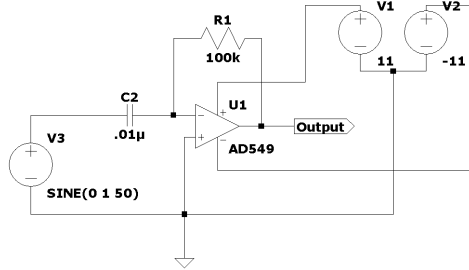 V1
V2
R1
100k
11
-11
C2
.01µ
U1
Output
V3
AD549
SINE(0 1 50)